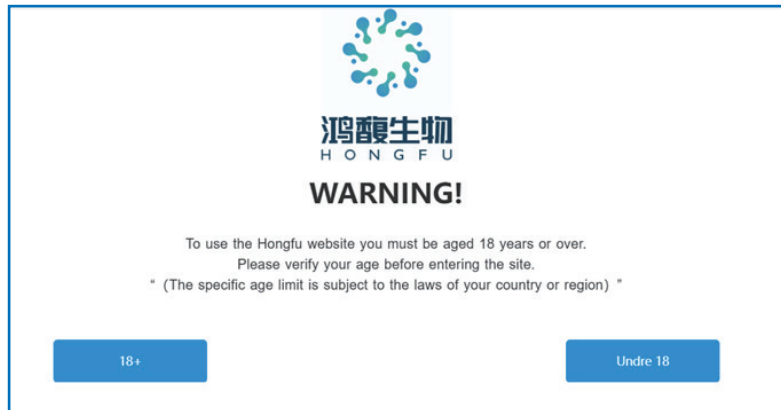 鸿馥生物
HONGFU
WARNING!
To use the Hongfu website you must be aged 18 years or over.
Please verify your age before entering the site.
“ (The specific age limit is subject to the laws of your country or region) ”
18+
Undre 18